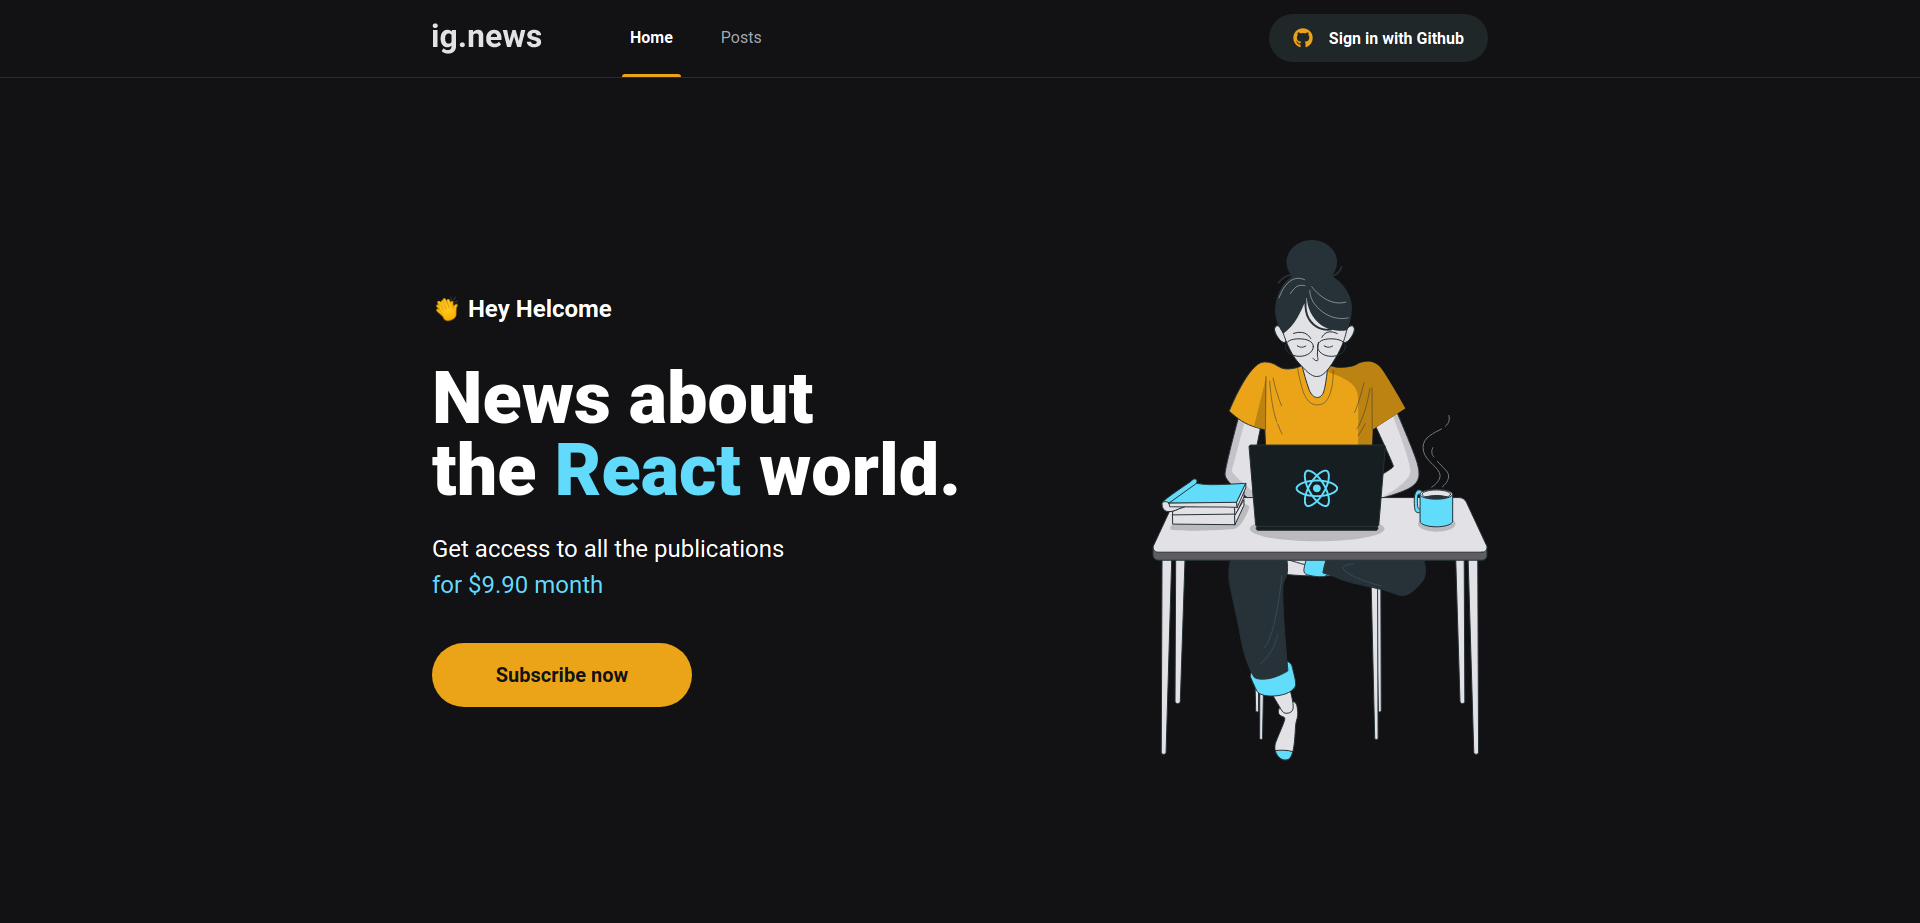 ig.news
Home
Posts
Sign in with Github
👏 Hey Helcome
News about
the React world.
Get access to all the publications
for $9.90 month
Subscribe now